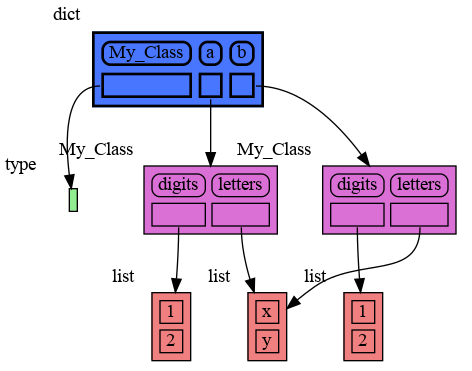 dict
My_Class a b
My_Class My_Class
type
digits letters digits letters
list list list
1 x 1
2 y 2